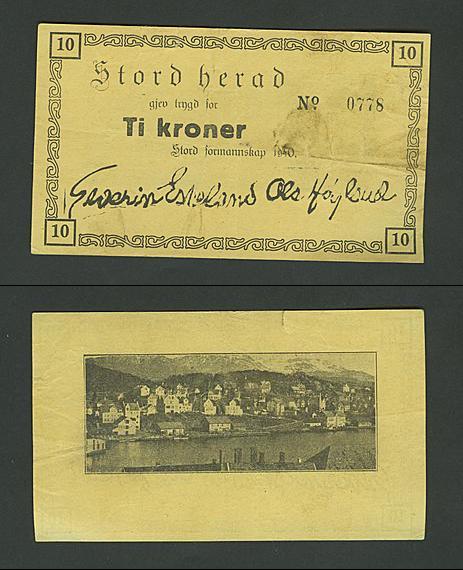 10 10
Stord herad
gjev trygd for
Nº 0778
Ti kroner
Stord formannskap 1940.
Severin Eskeland Ola Høyland
10 10